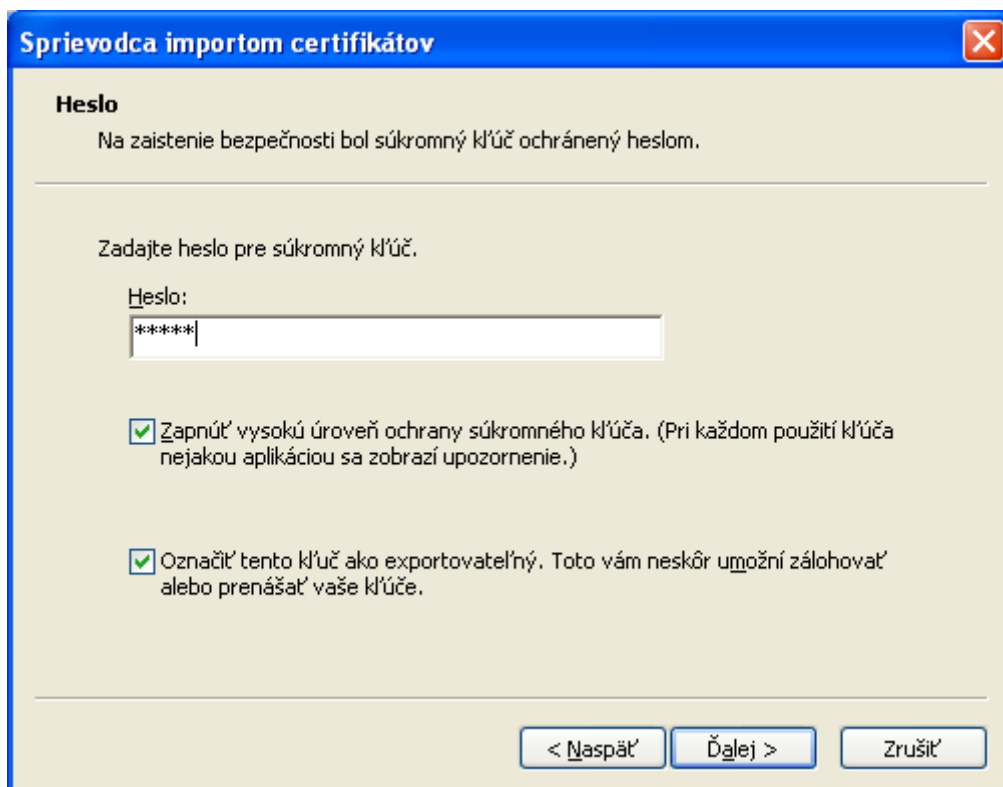 Sprievodca importom certifikátov
Heslo
Na zaistenie bezpečnosti bol súkromný kľúč ochránený heslom.
Zadajte heslo pre súkromný kľúč.
Heslo:
*****
Zapnúť vysokú úroveň ochrany súkromného kľúča. (Pri každom použití kľúča
nejakou aplikáciou sa zobrazí upozornenie.)
Označiť tento kľuč ako exportovateľný. Toto vám neskôr umožní zálohovať
alebo prenášať vaše kľúče.
< Naspäť
Ďalej >
Zrušiť